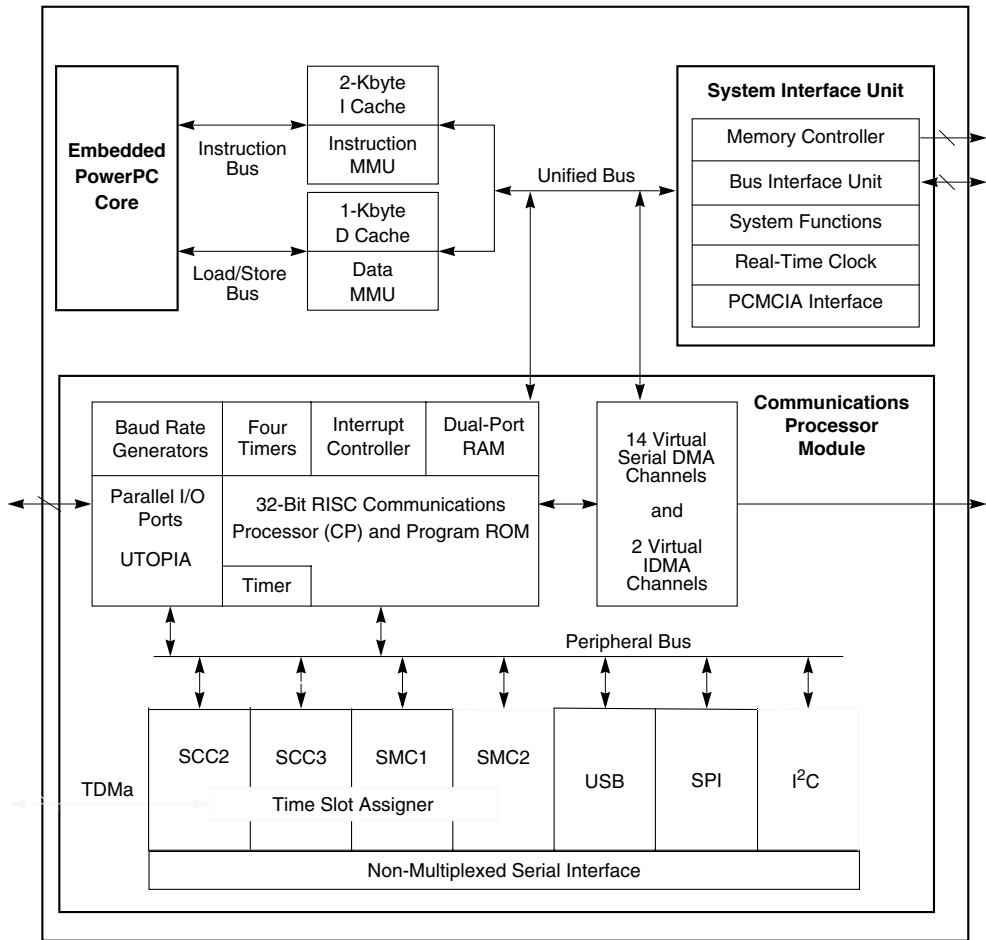 2-Kbyte
I Cache
Instruction
MMU
Embedded
PowerPC
Core
Instruction
Bus
1-Kbyte
D Cache
Data
MMU
Load/Store
Bus
Unified Bus
System Interface Unit
Memory Controller
Bus Interface Unit
System Functions
Real-Time Clock
PCMCIA Interface
Communications
Processor
Module
Baud Rate
Generators
Four
Timers
Interrupt
Controller
Dual-Port
RAM
Parallel I/O
Ports
UTOPIA
32-Bit RISC Communications
Processor (CP) and Program ROM
Timer
14 Virtual
Serial DMA
Channels
and
2 Virtual
IDMA
Channels
Peripheral Bus
SCC2
SCC3
SMC1
SMC2
USB
SPI
I²C
TDMa
Time Slot Assigner
Non-Multiplexed Serial Interface